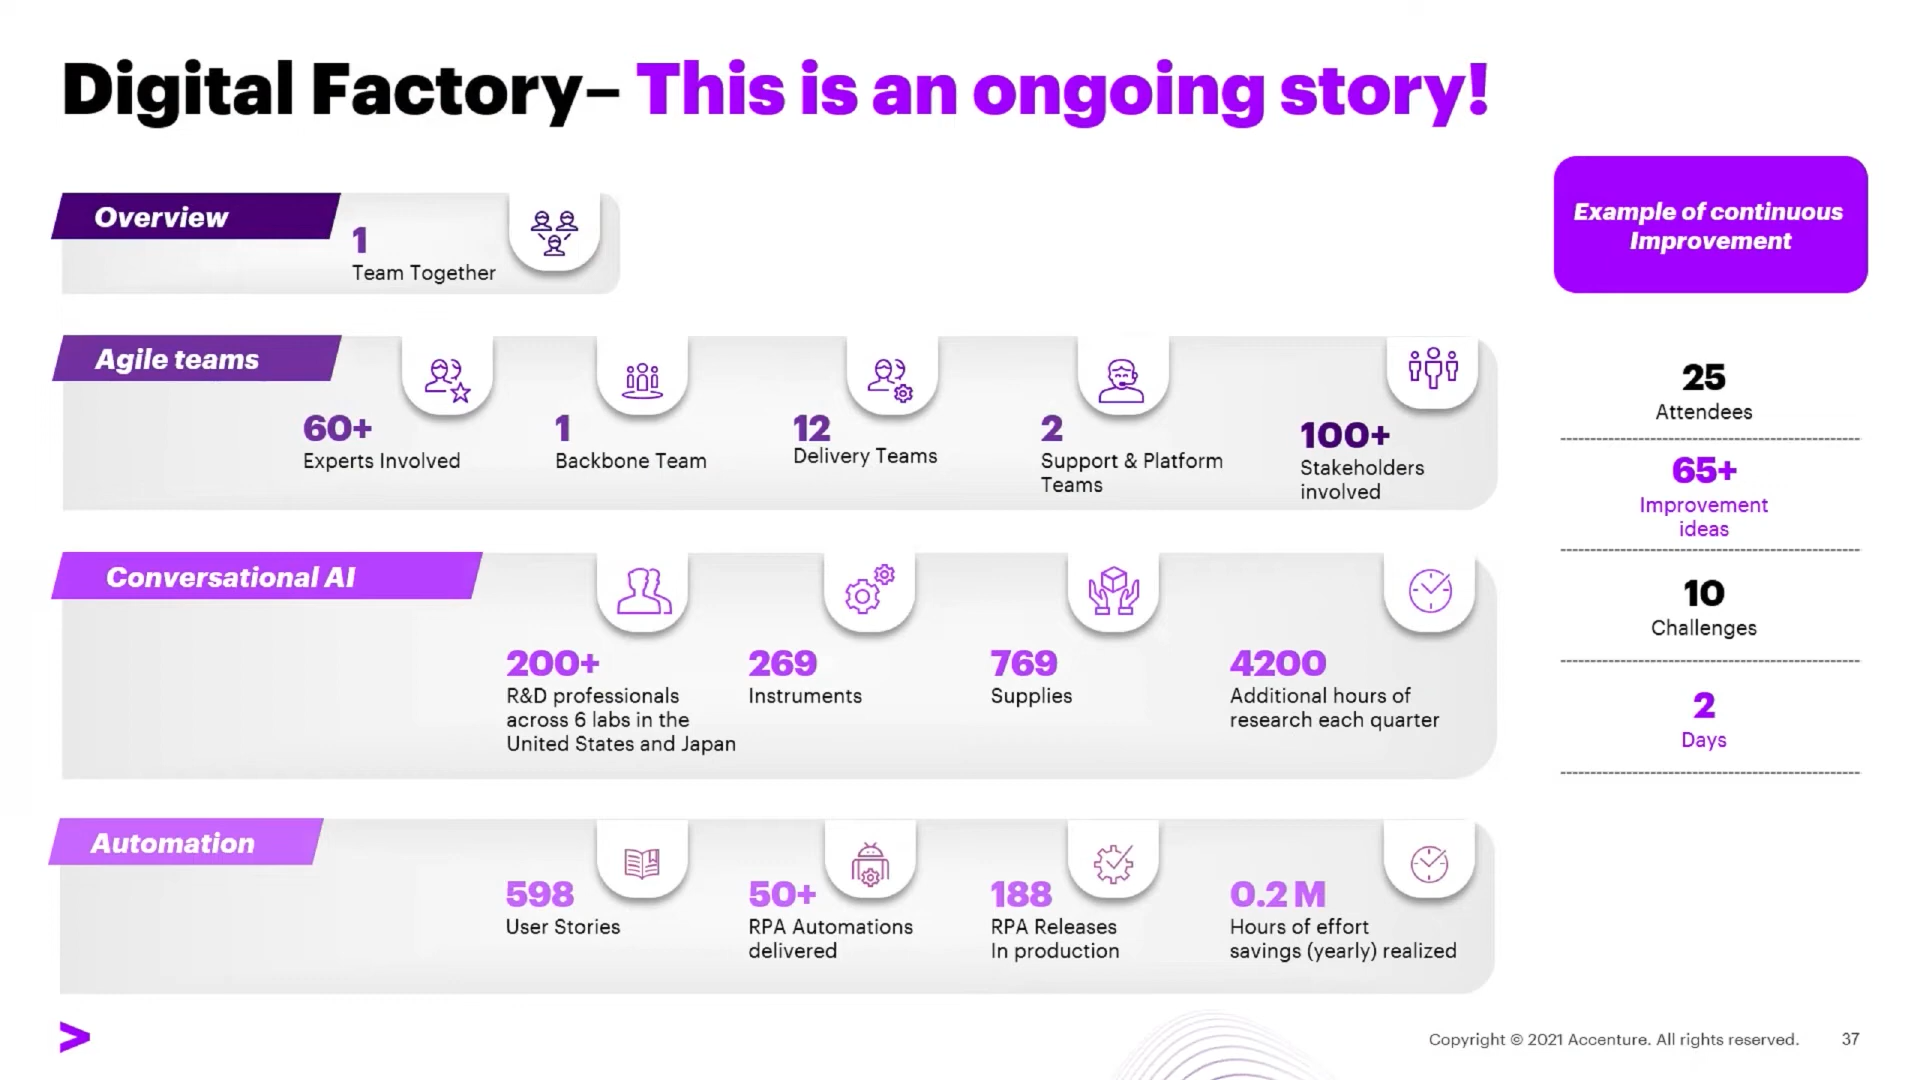 Digital Factory– This is an ongoing story!
Overview
1
Team Together
Example of continuous
Improvement
Agile teams
60+
Experts Involved
1
Backbone Team
12
Delivery Teams
2
Support & Platform
Teams
100+
Stakeholders
involved
25
Attendees
65+
Improvement
ideas
10
Challenges
2
Days
Conversational AI
200+
R&D professionals
across 6 labs in the
United States and Japan
269
Instruments
769
Supplies
4200
Additional hours of
research each quarter
Automation
598
User Stories
50+
RPA Automations
delivered
188
RPA Releases
In production
0.2 M
Hours of effort
savings (yearly) realized
Copyright © 2021 Accenture. All rights reserved. 37